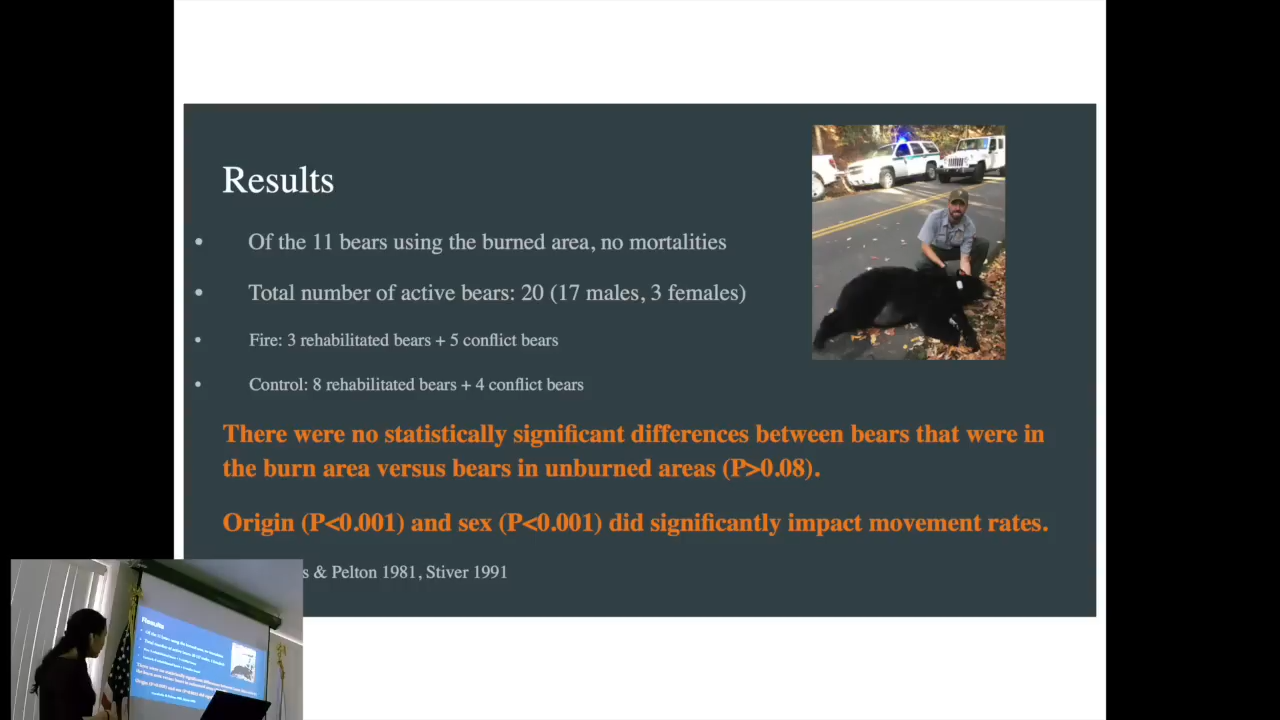 Results
• Of the 11 bears using the burned area, no mortalities
• Total number of active bears: 20 (17 males, 3 females)
• Fire: 3 rehabilitated bears + 5 conflict bears
• Control: 8 rehabilitated bears + 4 conflict bears
There were no statistically significant differences between bears that were in
the burn area versus bears in unburned areas (P>0.08).
Origin (P<0.001) and sex (P<0.001) did significantly impact movement rates.
& Pelton 1981, Stiver 1991
Results